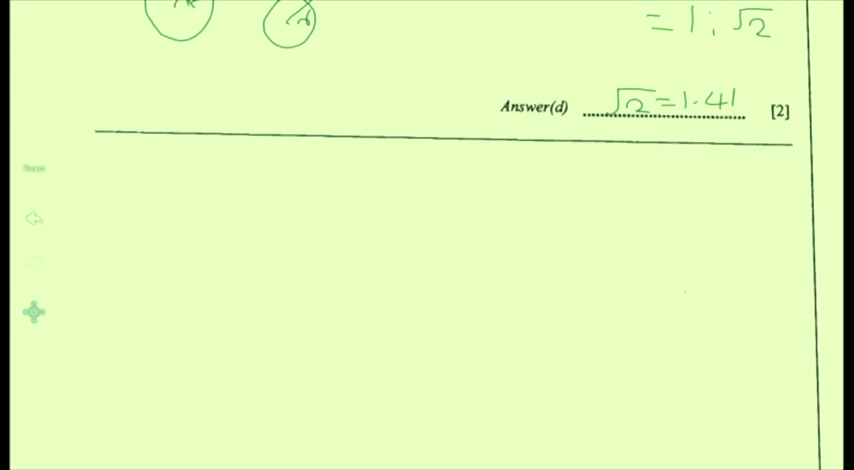 = 1 : √2
Answer(d) √2 = 1.41 [2]